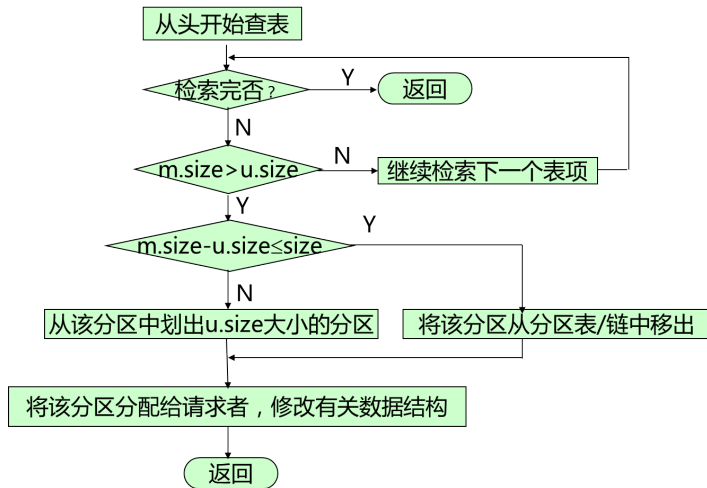 从头开始查表
检索完否？
Y
返回
N
m.size>u.size
N
继续检索下一个表项
Y
m.size-u.size≤size
Y
N
从该分区中划出u.size大小的分区
将该分区从分区表/链中移出
将该分区分配给请求者，修改有关数据结构
返回